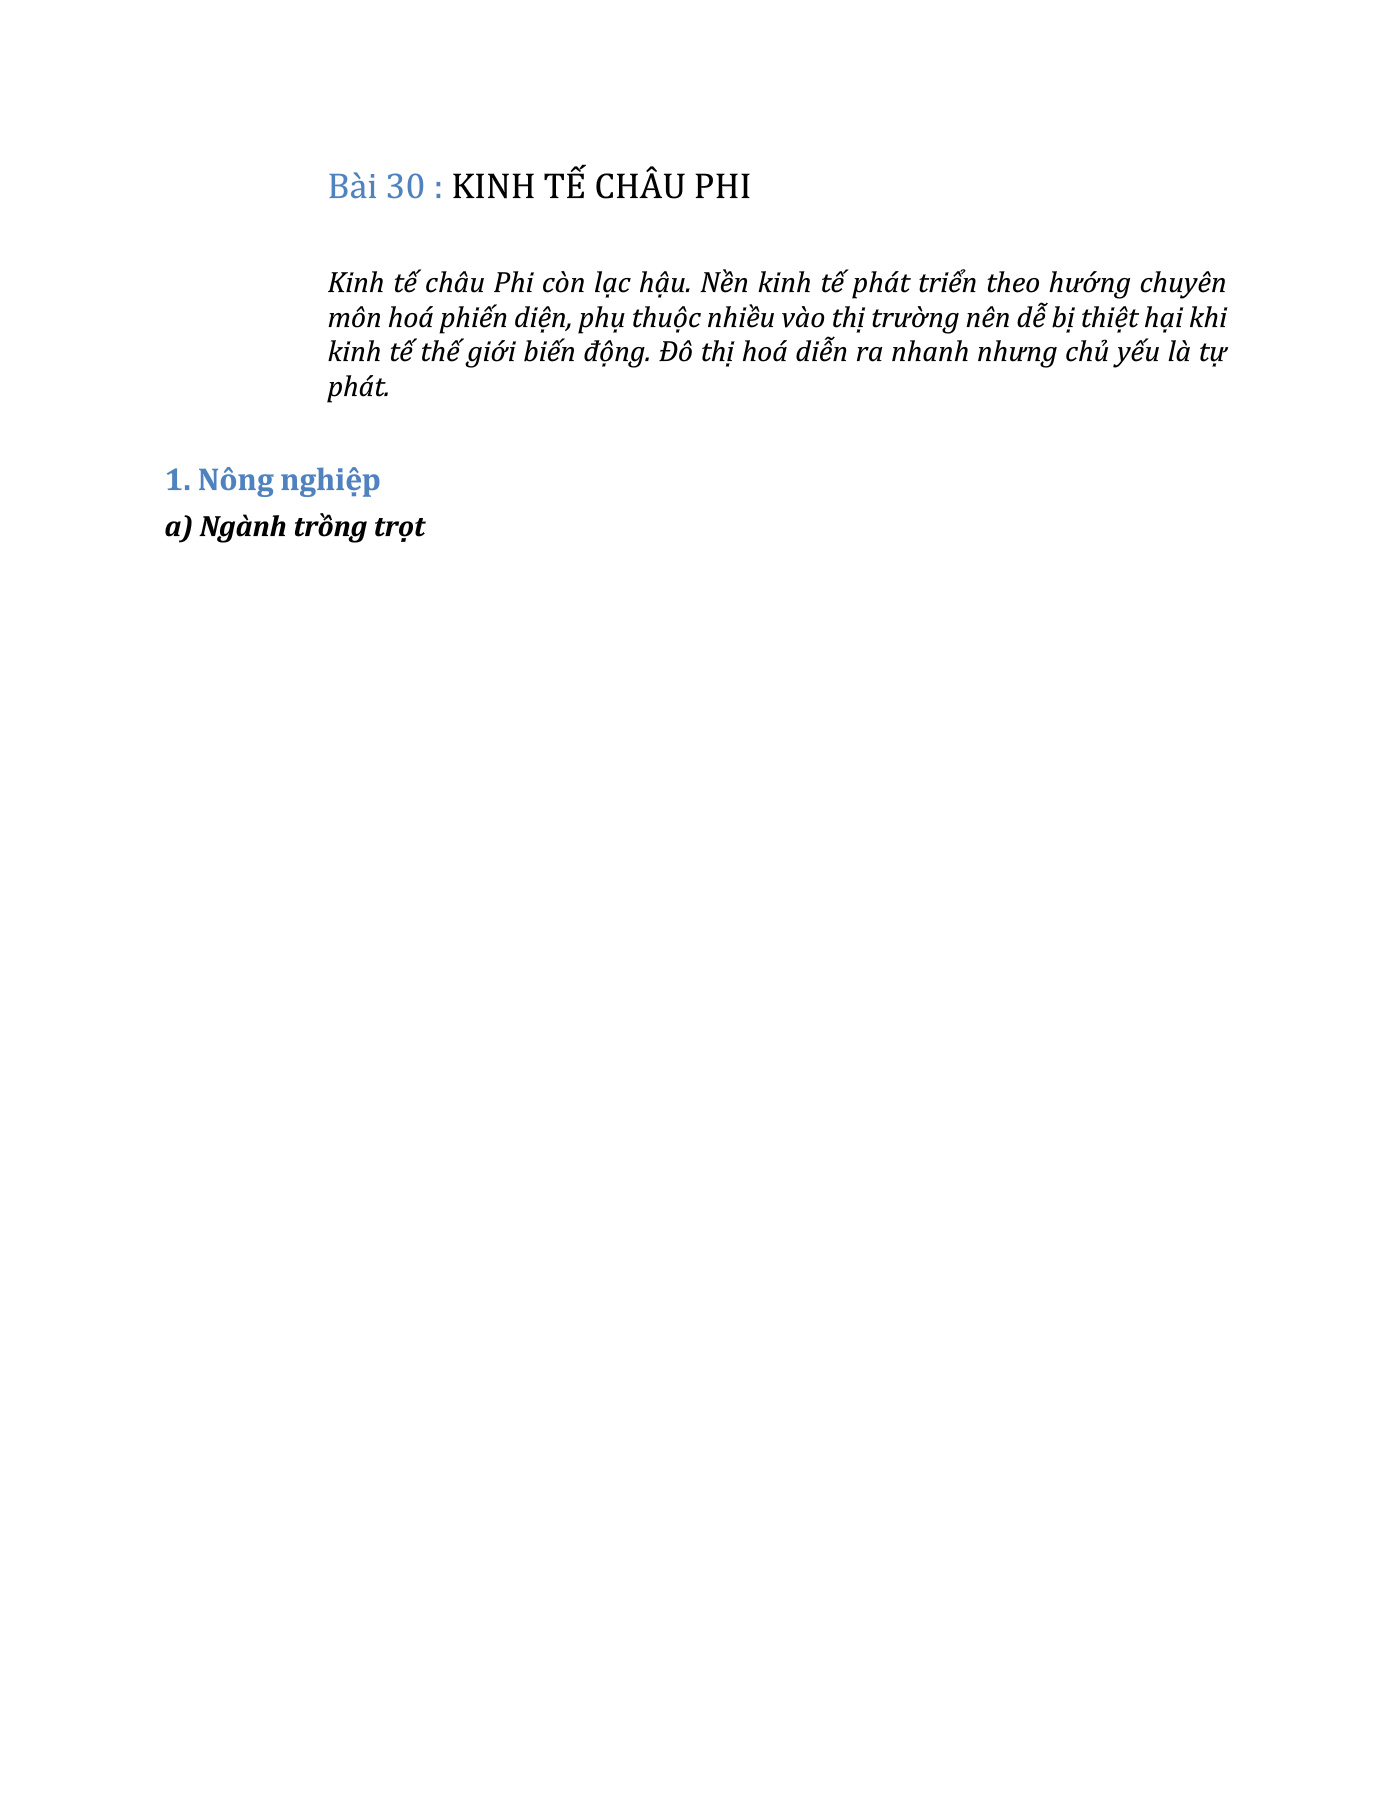 Bài 30 : KINH TẾ CHÂU PHI
Kinh tế châu Phi còn lạc hậu. Nền kinh tế phát triển theo hướng chuyên
môn hoá phiến diện, phụ thuộc nhiều vào thị trường nên dễ bị thiệt hại khi
kinh tế thế giới biến động. Đô thị hoá diễn ra nhanh nhưng chủ yếu là tự
phát.
1. Nông nghiệp
a) Ngành trồng trọt